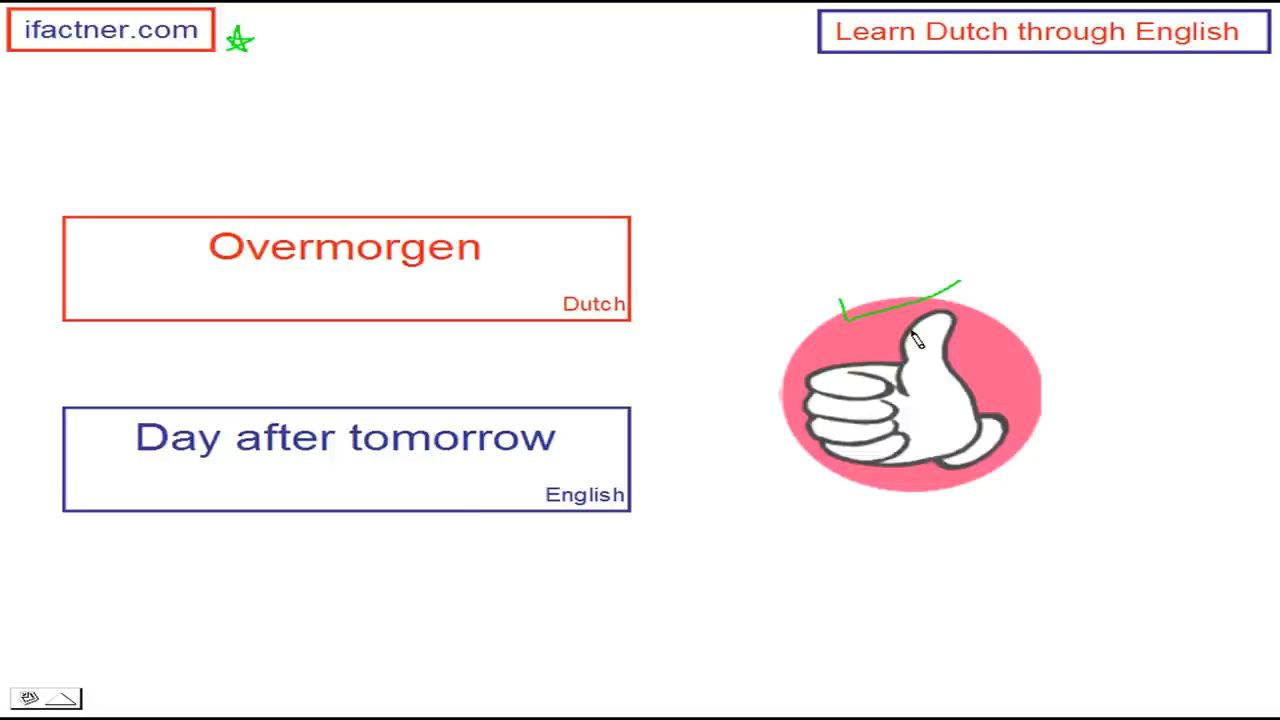 ifactner.com
Learn Dutch through English
Overmorgen
Dutch
Day after tomorrow
English